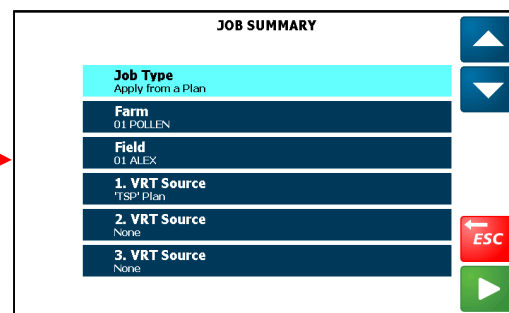 JOB SUMMARY
Job Type
Apply from a Plan
Farm
01 POLLEN
Field
01 ALEX
1. VRT Source
'TSP' Plan
2. VRT Source
None
3. VRT Source
None
ESC